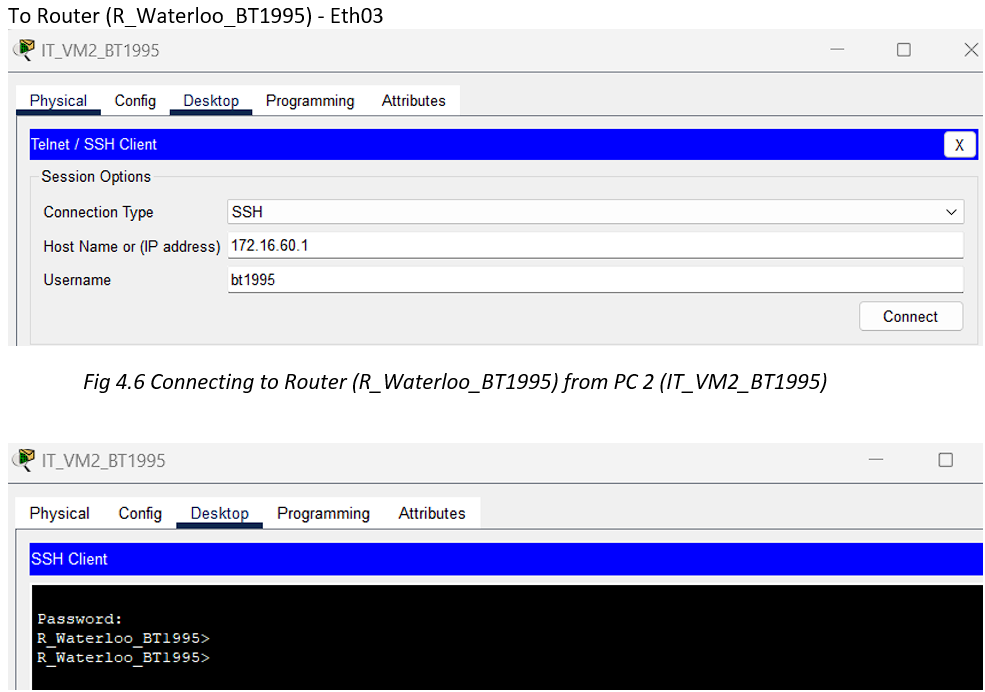 To Router (R_Waterloo_BT1995) - Eth03
IT_VM2_BT1995
Physical Config Desktop Programming Attributes
Telnet / SSH Client X
Session Options
Connection Type SSH
Host Name or (IP address) 172.16.60.1
Username bt1995
Connect
Fig 4.6 Connecting to Router (R_Waterloo_BT1995) from PC 2 (IT_VM2_BT1995)
IT_VM2_BT1995
Physical Config Desktop Programming Attributes
SSH Client
Password:
R_Waterloo_BT1995>
R_Waterloo_BT1995>